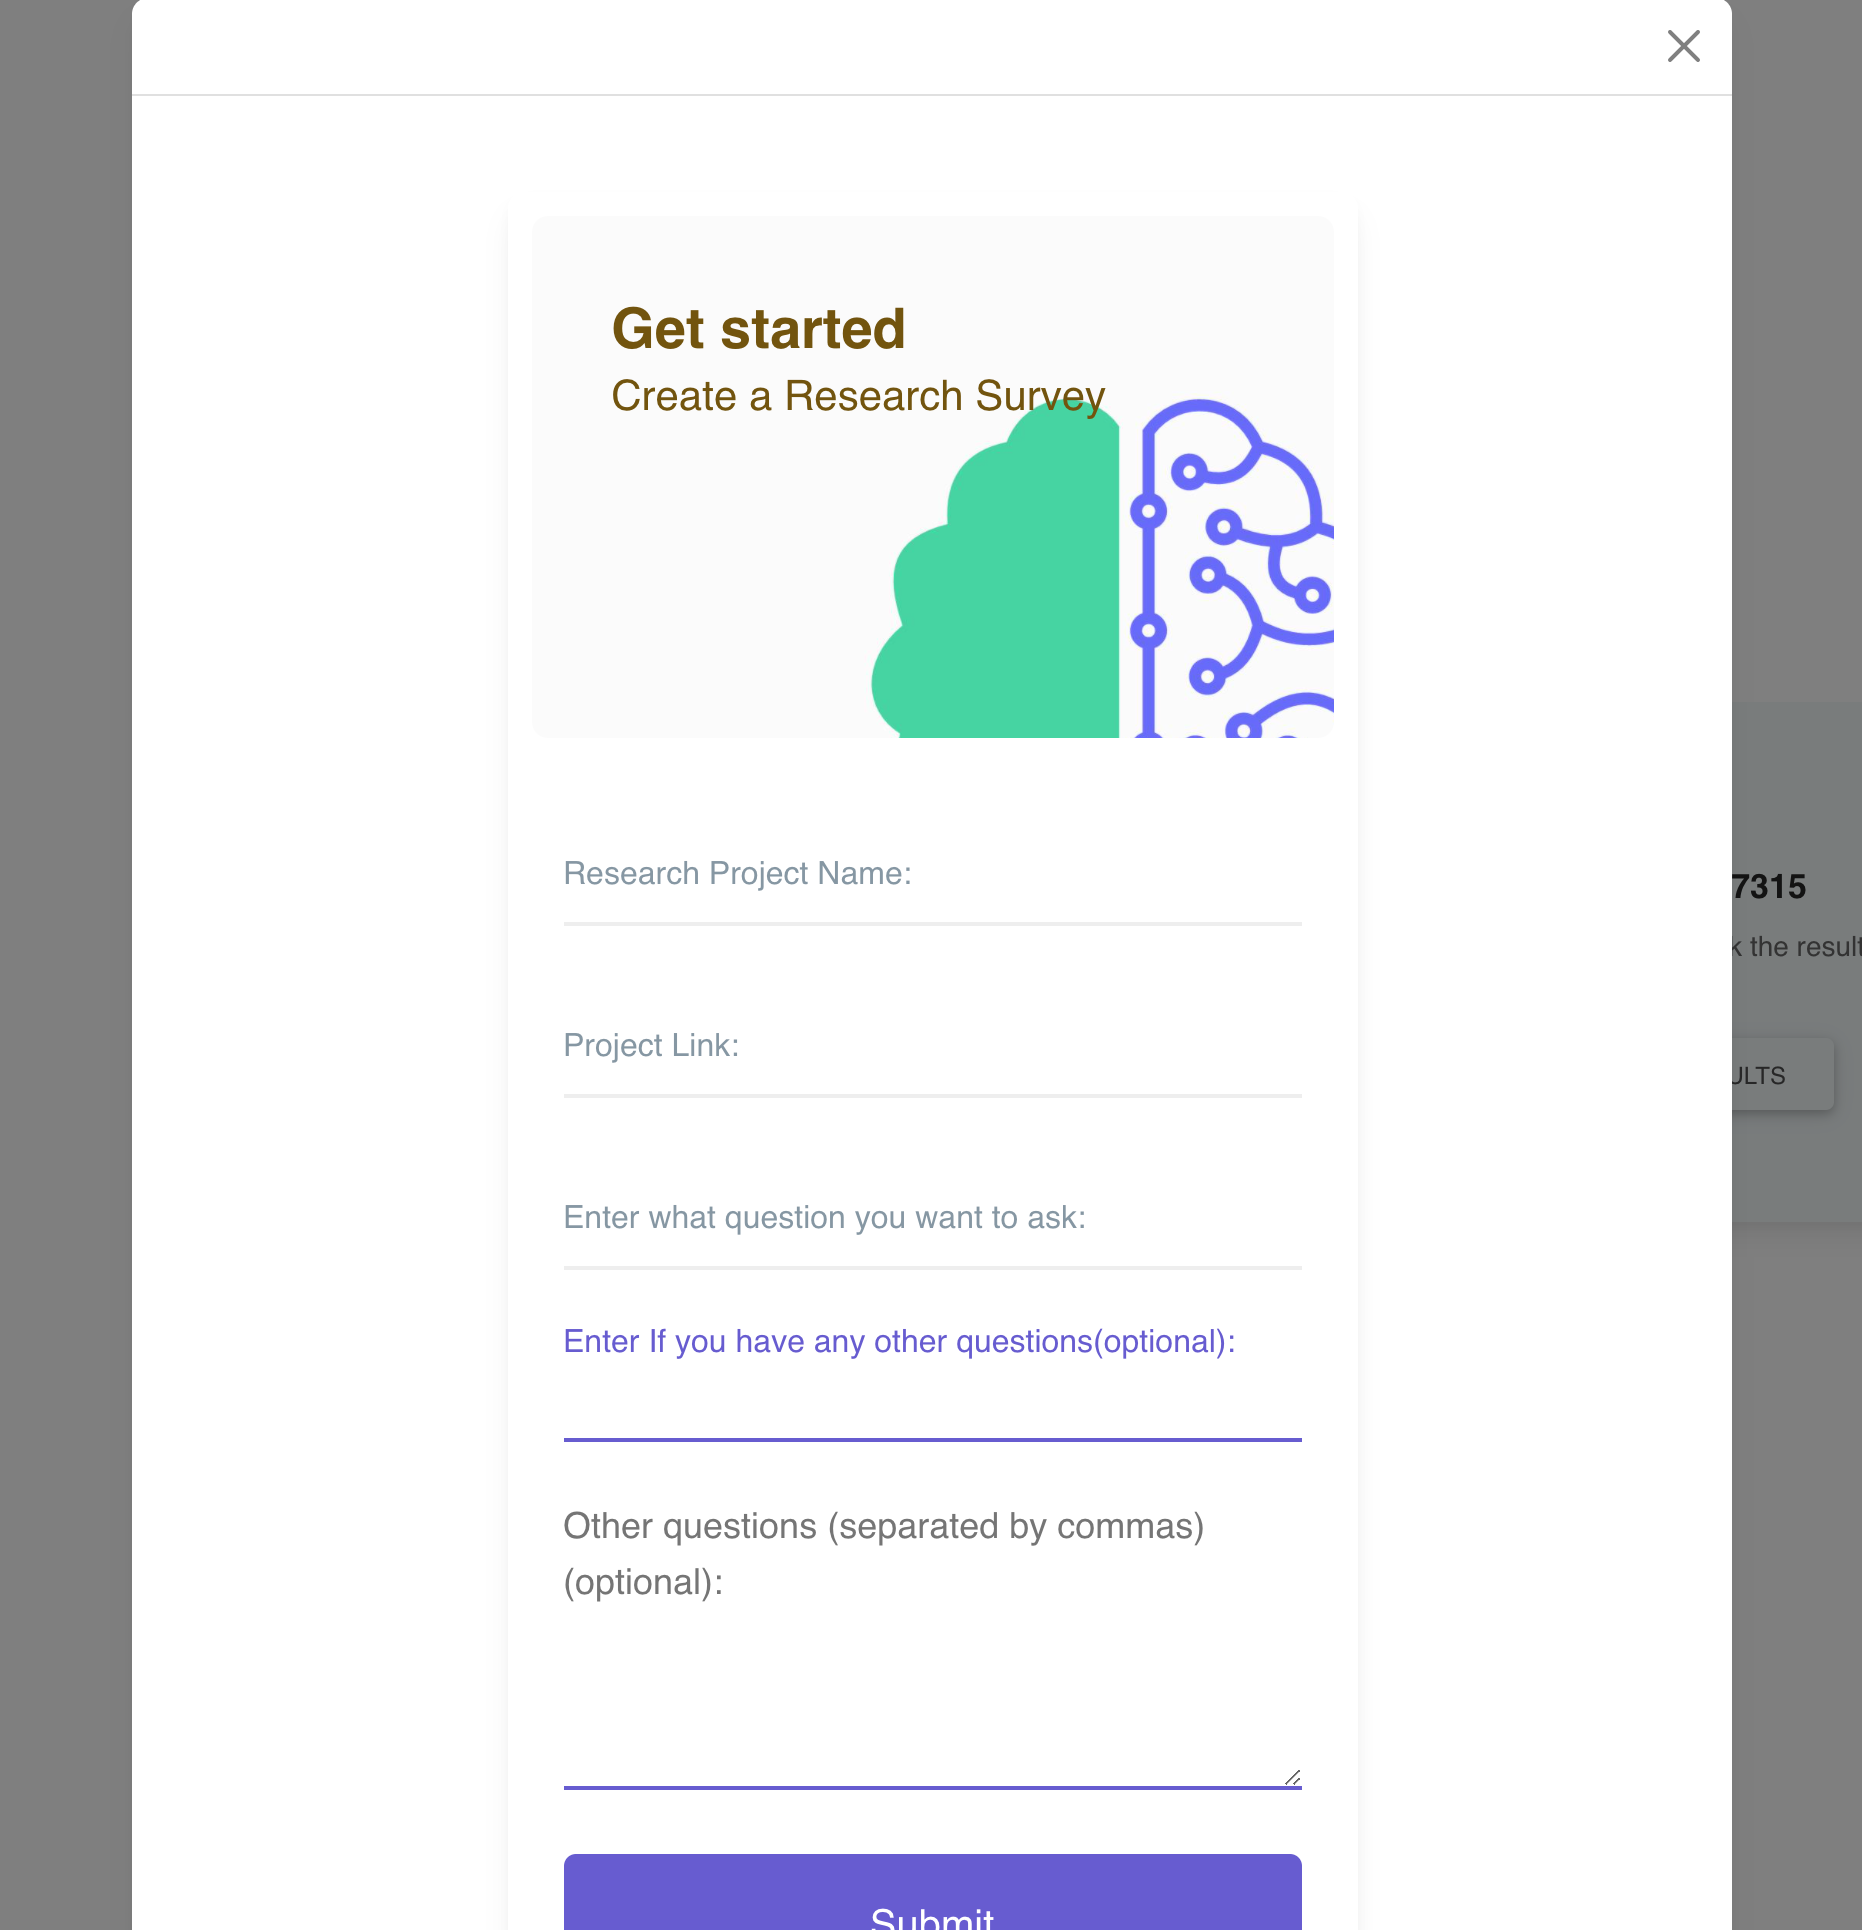 Get started
Create a Research Survey
Research Project Name:
7315
k the result
Project Link:
ULTS
Enter what question you want to ask:
Enter If you have any other questions(optional):
Other questions (separated by commas)
(optional):
Submit